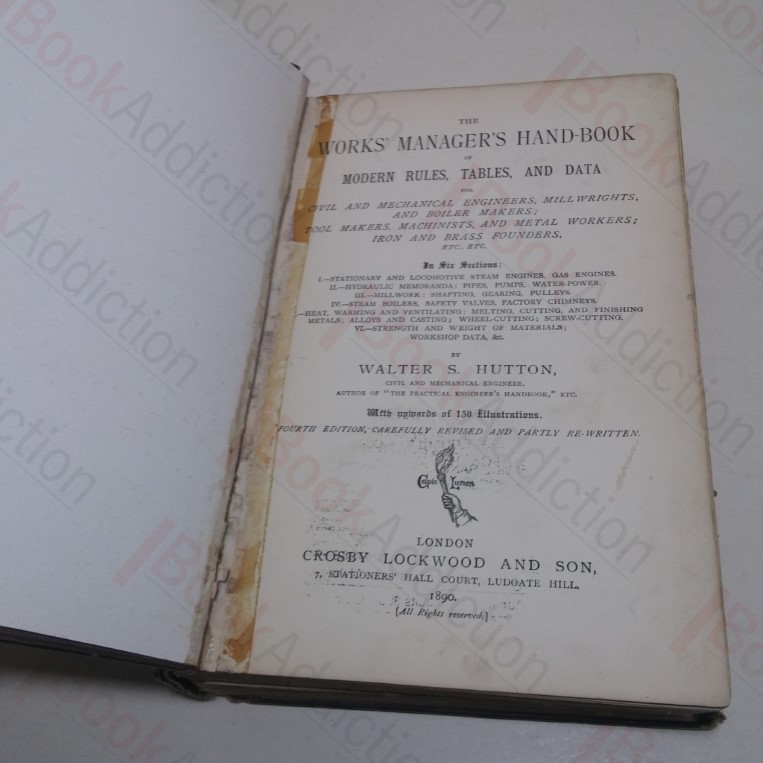 THE
WORKS' MANAGER'S HAND-BOOK
OF
MODERN RULES, TABLES, AND DATA
FOR
CIVIL AND MECHANICAL ENGINEERS, MILLWRIGHTS,
AND BOILER MAKERS;
TOOL MAKERS, MACHINISTS, AND METAL WORKERS;
IRON AND BRASS FOUNDERS,
ETC. ETC.
In Six Sections:
I.—STATIONARY AND LOCOMOTIVE STEAM ENGINES, GAS ENGINES.
II.—HYDRAULIC MEMORANDA: PIPES, PUMPS, WATER-POWER.
III.—MILLWORK: SHAFTING, GEARING, PULLEYS.
IV.—STEAM BOILERS, SAFETY VALVES, FACTORY CHIMNEYS.
—HEAT, WARMING AND VENTILATING; MELTING, CUTTING, AND FINISHING
METALS; ALLOYS AND CASTING; WHEEL-CUTTING; SCREW-CUTTING.
VI.—STRENGTH AND WEIGHT OF MATERIALS;
WORKSHOP DATA, &c.
BY
WALTER S. HUTTON,
CIVIL AND MECHANICAL ENGINEER.
AUTHOR OF "THE PRACTICAL ENGINEER'S HANDBOOK," ETC.
With upwards of 150 Illustrations.
FOURTH EDITION, CAREFULLY REVISED AND PARTLY RE-WRITTEN.
Capio Lumen
LONDON
CROSBY LOCKWOOD AND SON,
7, STATIONERS' HALL COURT, LUDGATE HILL.
1890.
[All Rights reserved.]
BookAddiction